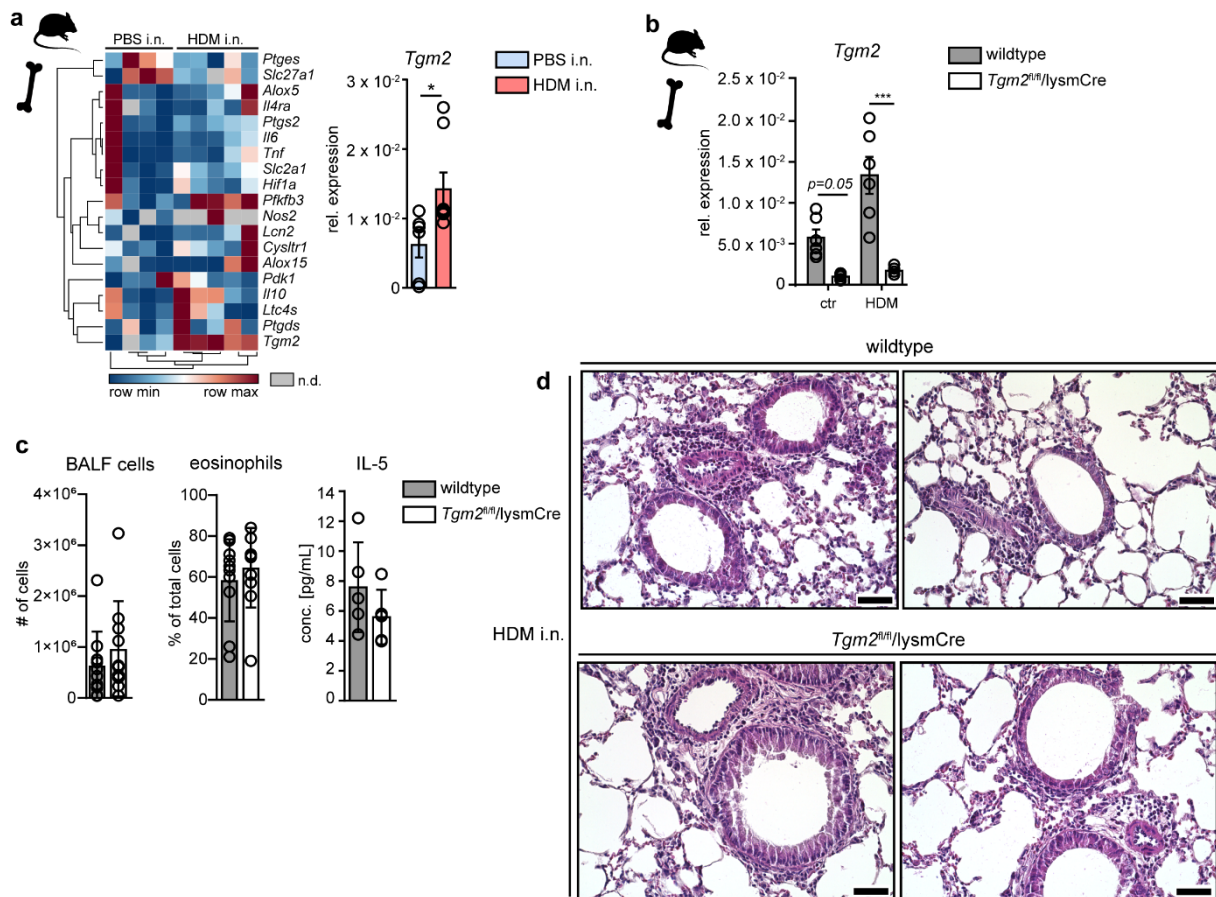 a
PBS i.n. HDM i.n.
Ptges
Slc27a1
Alox5
Il4ra
Ptgs2
Il6
Tnf
Slc2a1
Hif1a
Pfkfb3
Nos2
Lcn2
Cysltr1
Alox15
Pdk1
Il10
Ltc4s
Ptgds
Tgm2
row min row max
n.d.
Tgm2
PBS i.n.
HDM i.n.
*
rel. expression
3 x 10⁻²
2 x 10⁻²
1 x 10⁻²
0
b
Tgm2
wildtype
Tgm2fl/fl/lysmCre
rel. expression
2.5 x 10⁻²
2.0 x 10⁻²
1.5 x 10⁻²
1.0 x 10⁻²
5.0 x 10⁻³
0
p=0.05
***
ctr HDM
c
BALF cells
# of cells
4×10⁶
3×10⁶
2×10⁶
1×10⁶
0
eosinophils
% of total cells
100
80
60
40
20
0
IL-5
conc. [pg/mL]
14
12
10
8
6
4
2
0
wildtype
Tgm2fl/fl/lysmCre
d
wildtype
HDM i.n.
Tgm2fl/fl/lysmCre